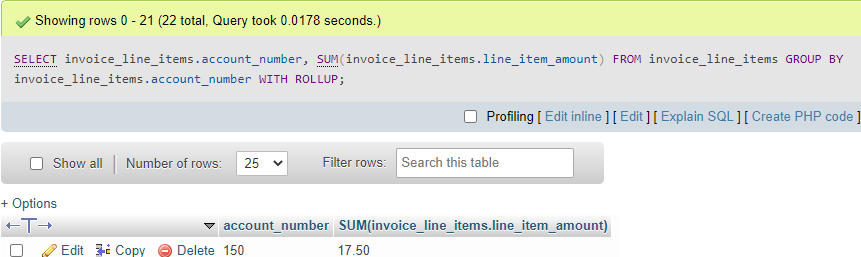 Showing rows 0 - 21 (22 total, Query took 0.0178 seconds.)
SELECT invoice_line_items.account_number, SUM(invoice_line_items.line_item_amount) FROM invoice_line_items GROUP BY
invoice_line_items.account_number WITH ROLLUP;
Profiling [ Edit inline ] [ Edit ] [ Explain SQL ] [ Create PHP code ]
Show all | Number of rows: 25 Filter rows: Search this table
+ Options
←T→ ▼ account_number SUM(invoice_line_items.line_item_amount)
Edit Copy Delete 150 17.50